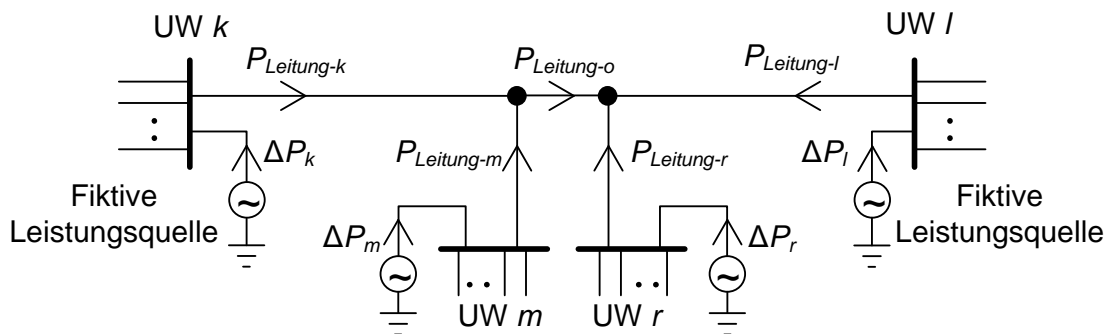 UW k
UW l
P_Leitung-k
P_Leitung-o
P_Leitung-l
ΔP_k
P_Leitung-m
P_Leitung-r
ΔP_l
Fiktive
Leistungsquelle
Fiktive
Leistungsquelle
ΔP_m
ΔP_r
UW m
UW r